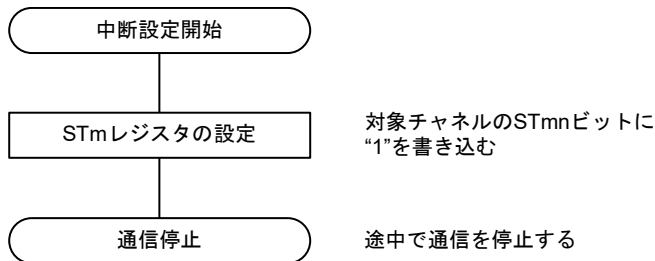 中断設定開始
STmレジスタの設定
対象チャネルのSTmnビットに
“1”を書き込む
通信停止
途中で通信を停止する